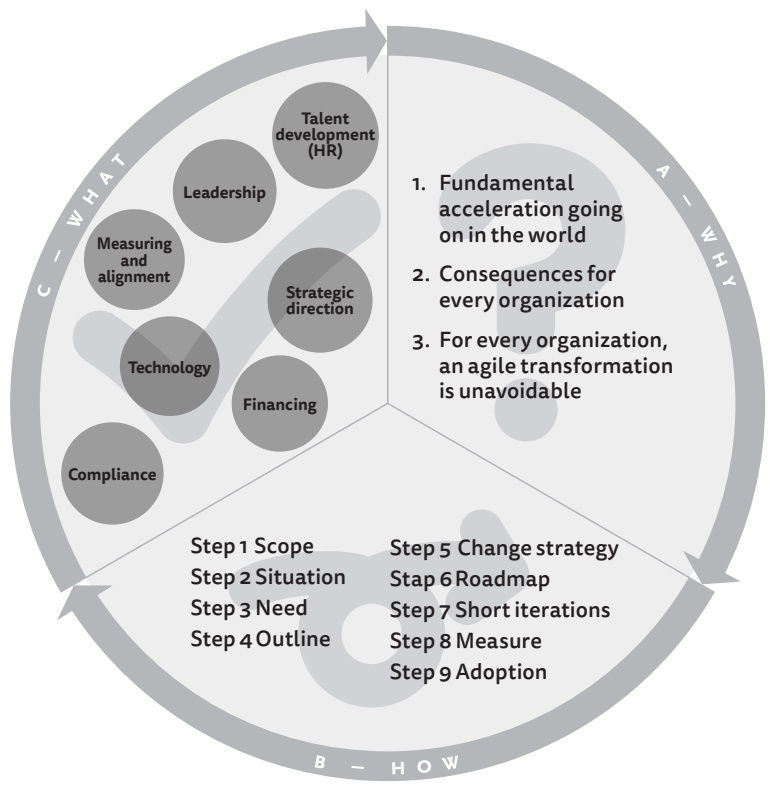 A – WHY
1. Fundamental
acceleration going
on in the world
2. Consequences for
every organization
3. For every organization,
an agile transformation
is unavoidable
B – HOW
Step 1 Scope
Step 2 Situation
Step 3 Need
Step 4 Outline
Step 5 Change strategy
Stap 6 Roadmap
Step 7 Short iterations
Step 8 Measure
Step 9 Adoption
C – WHAT
Talent
development
(HR)
Leadership
Measuring
and
alignment
Strategic
direction
Technology
Financing
Compliance